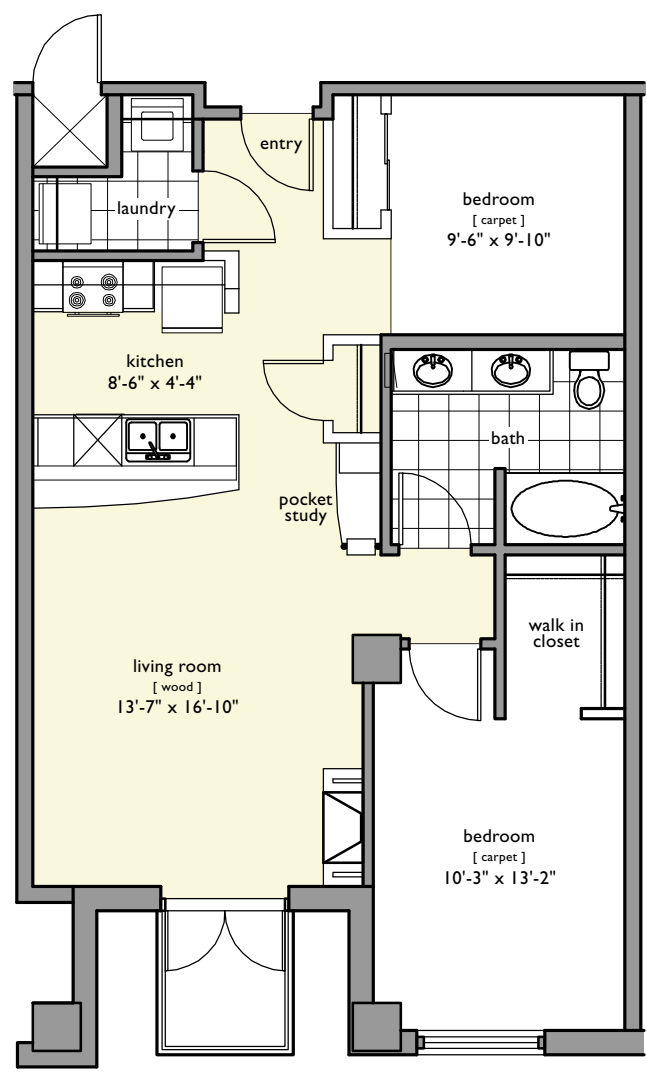 entry
bedroom
[ carpet ]
9'-6" x 9'-10"
laundry
kitchen
8'-6" x 4'-4"
bath
pocket
study
walk in
closet
living room
[ wood ]
13'-7" x 16'-10"
bedroom
[ carpet ]
10'-3" x 13'-2"